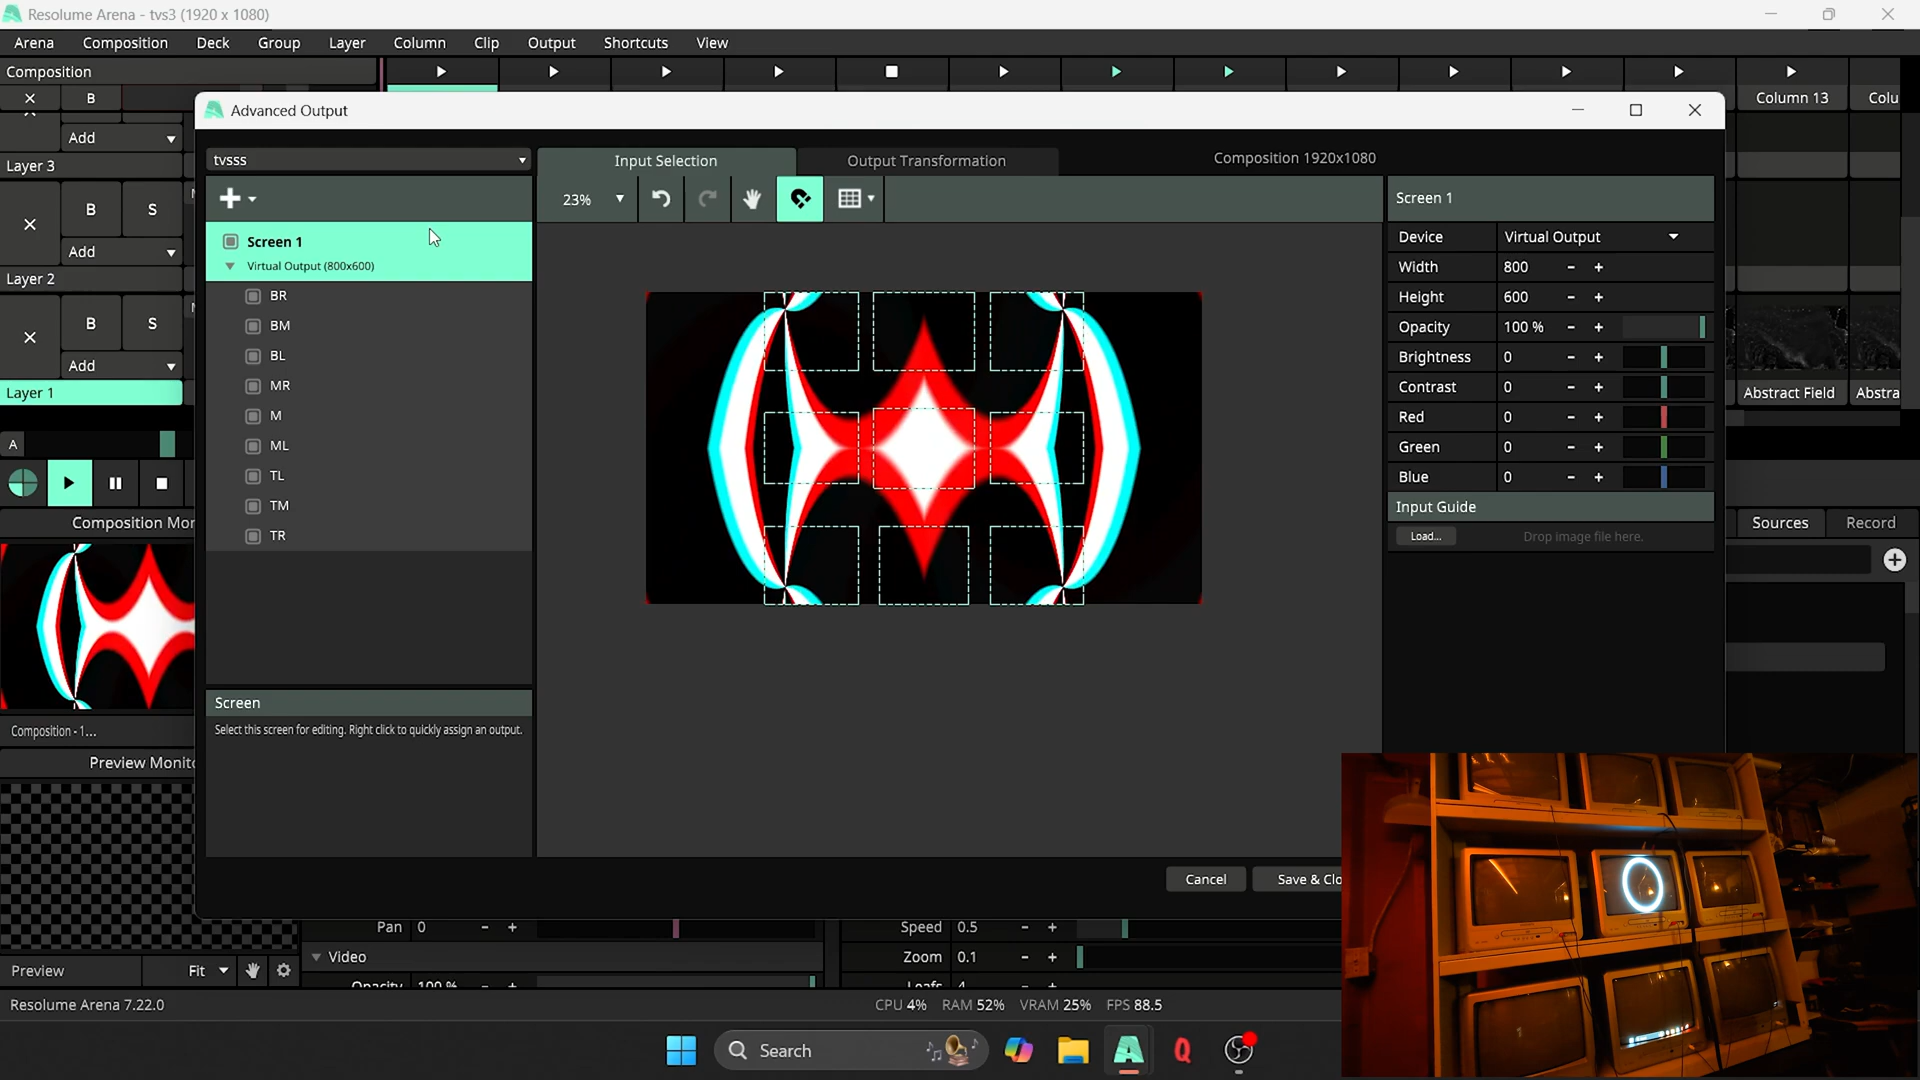 Resolume Arena - tvs3 (1920 x 1080)
Arena Composition Deck Group Layer Column Clip Output Shortcuts View
Composition
X B Column 13 Colu
Advanced Output
Add
Layer 3
tvsss Input Selection Output Transformation Composition 1920x1080
B S
23%
Screen 1
Add
Layer 2
Screen 1
Virtual Output (800x600)
Device Virtual Output
Width 800 - +
Height 600 - +
Opacity 100 % - +
Brightness 0 - +
Contrast 0 - +
Red 0 - +
Green 0 - +
Blue 0 - +
Input Guide
Load... Drop image file here.
BR
BM
BL
MR
M
ML
TL
TM
TR
B S
Add
Layer 1
Abstract Field Abstra
A
Composition Mor
Sources Record
Composition - 1...
Preview Monito
Screen
Select this screen for editing. Right click to quickly assign an output.
Cancel Save & Clo
Pan 0 - +
Speed 0.5 - +
Video
Zoom 0.1 - +
Opacity 100 % - +
Leafs 4 - +
Preview Fit
Resolume Arena 7.22.0
CPU 4% RAM 52% VRAM 25% FPS 88.5
Search